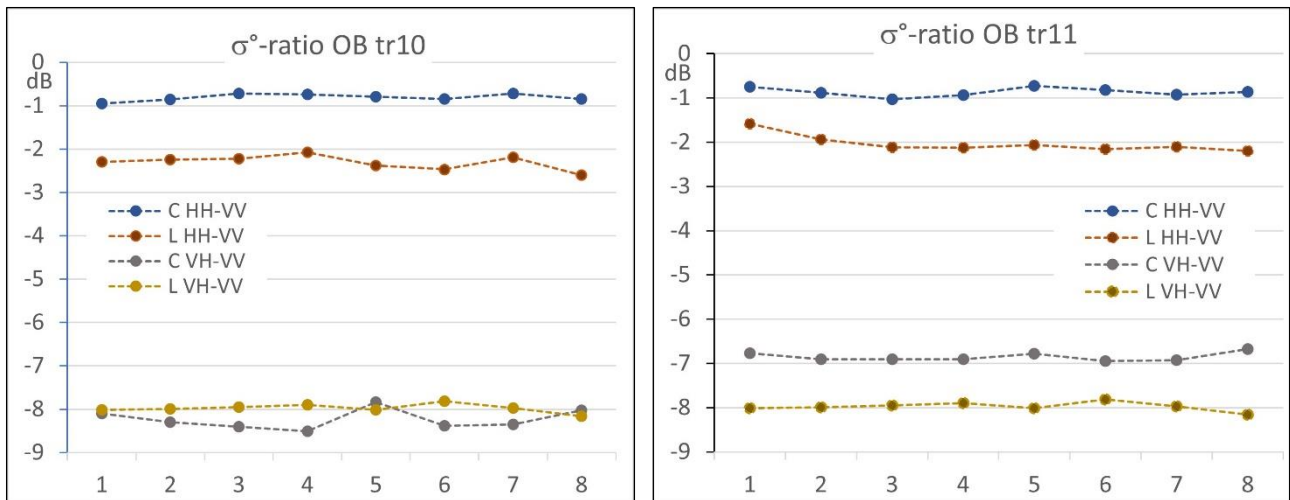 σ°-ratio OB tr10
0
dB
-1
-2
-3
-4
-5
-6
-7
-8
-9
C HH-VV
L HH-VV
C VH-VV
L VH-VV
1 2 3 4 5 6 7 8
σ°-ratio OB tr11
0
dB
-1
-2
-3
-4
-5
-6
-7
-8
-9
C HH-VV
L HH-VV
C VH-VV
L VH-VV
1 2 3 4 5 6 7 8